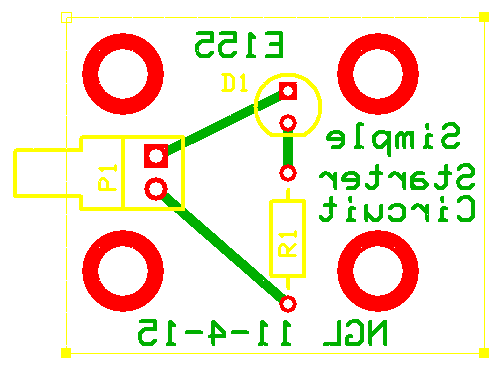 E155
D1
Simple
Starter
Circuit
P1
R1
NGL 11-4-15